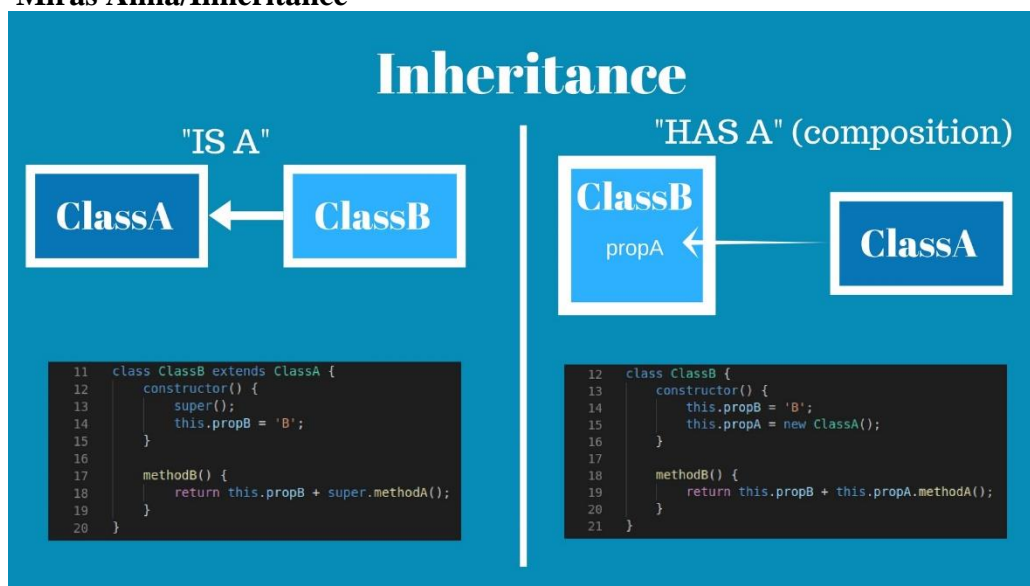 Miras Alma/Inheritance
Inheritance
"IS A"
ClassA
ClassB
11 class ClassB extends ClassA {
12 constructor() {
13 super();
14 this.propB = 'B';
15 }
16
17 methodB() {
18 return this.propB + super.methodA();
19 }
20 }
"HAS A" (composition)
ClassB
propA
ClassA
12 class ClassB {
13 constructor() {
14 this.propB = 'B';
15 this.propA = new ClassA();
16 }
17
18 methodB() {
19 return this.propB + this.propA.methodA();
20 }
21 }